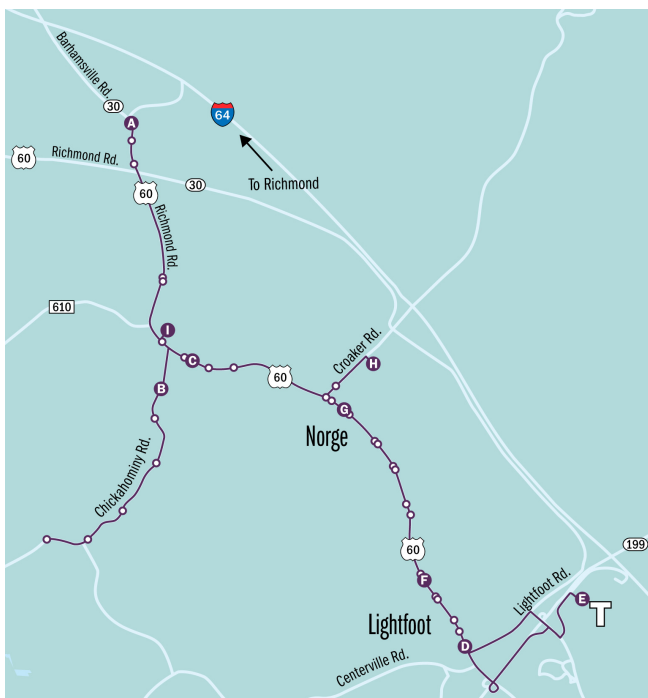 Barhamsville Rd.
30
A
64
60
Richmond Rd.
30
To Richmond
60
Richmond Rd.
610
I
C
Croaker Rd.
H
60
B
G
Norge
Chickahominy Rd.
60
199
F
Lightfoot Rd.
E
T
Lightfoot
D
Centerville Rd.